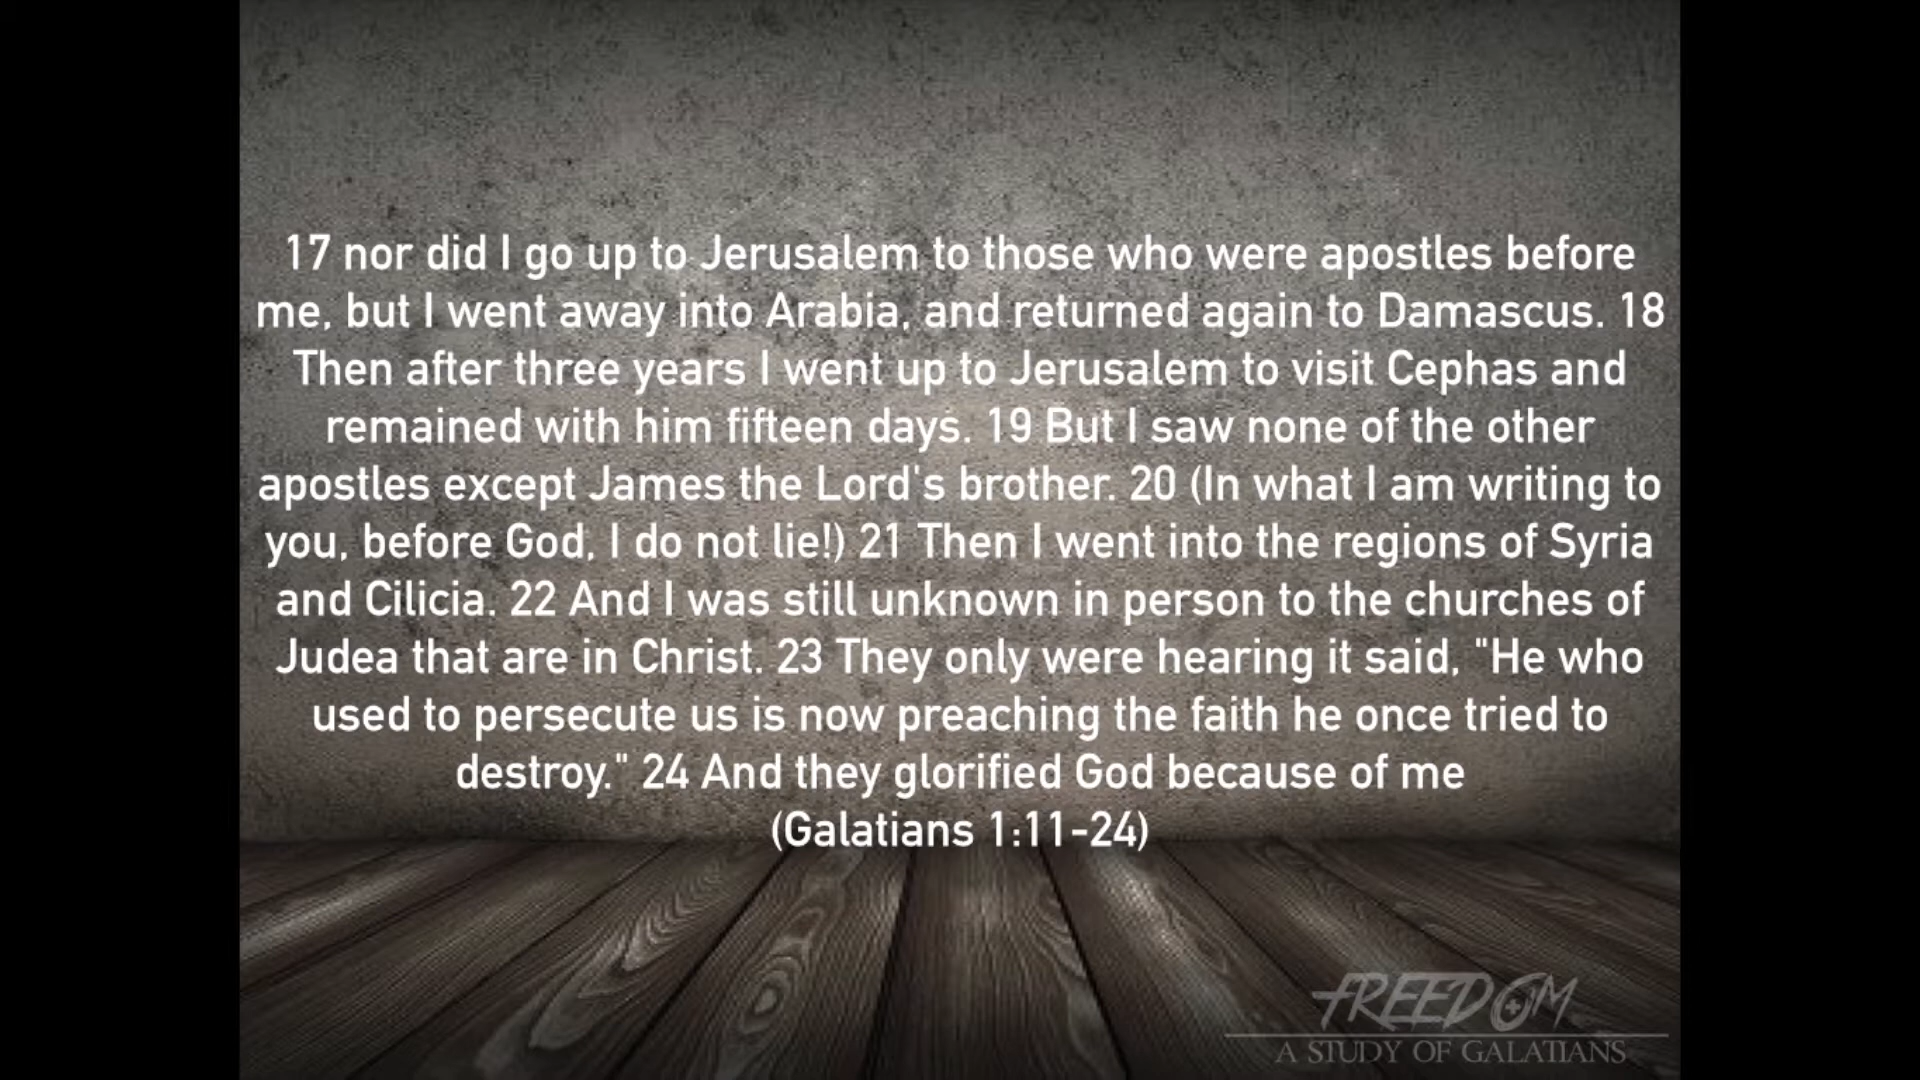 17 nor did I go up to Jerusalem to those who were apostles before
me, but I went away into Arabia, and returned again to Damascus. 18
Then after three years I went up to Jerusalem to visit Cephas and
remained with him fifteen days. 19 But I saw none of the other
apostles except James the Lord's brother. 20 (In what I am writing to
you, before God, I do not lie!) 21 Then I went into the regions of Syria
and Cilicia. 22 And I was still unknown in person to the churches of
Judea that are in Christ. 23 They only were hearing it said, "He who
used to persecute us is now preaching the faith he once tried to
destroy." 24 And they glorified God because of me
(Galatians 1:11-24)
FREEDOM
A STUDY OF GALATIANS